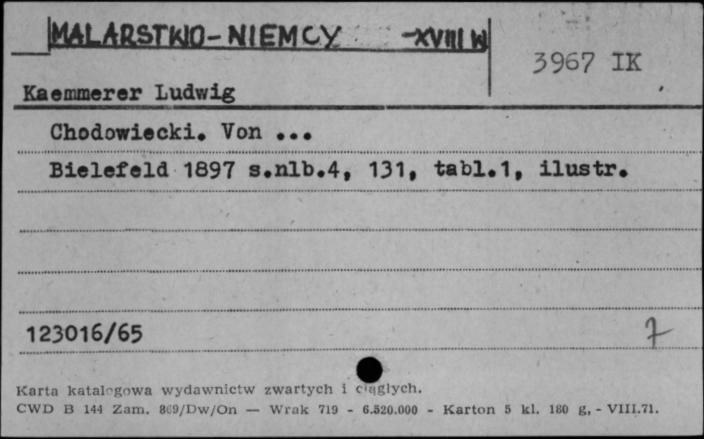 MALARSTWO-NIEMCY -XVIII W
3967 IK
Kaemmerer Ludwig
Chodowiecki. Von ...
Bielefeld 1897 s.nlb.4, 131, tabl.1, ilustr.
123016/65 7
Karta katalogowa wydawnictw zwartych i ciągłych.
CWD B 144 Zam. 869/Dw/On — Wrak 719 - 6.520.000 - Karton 5 kl. 180 g, - VIII.71.